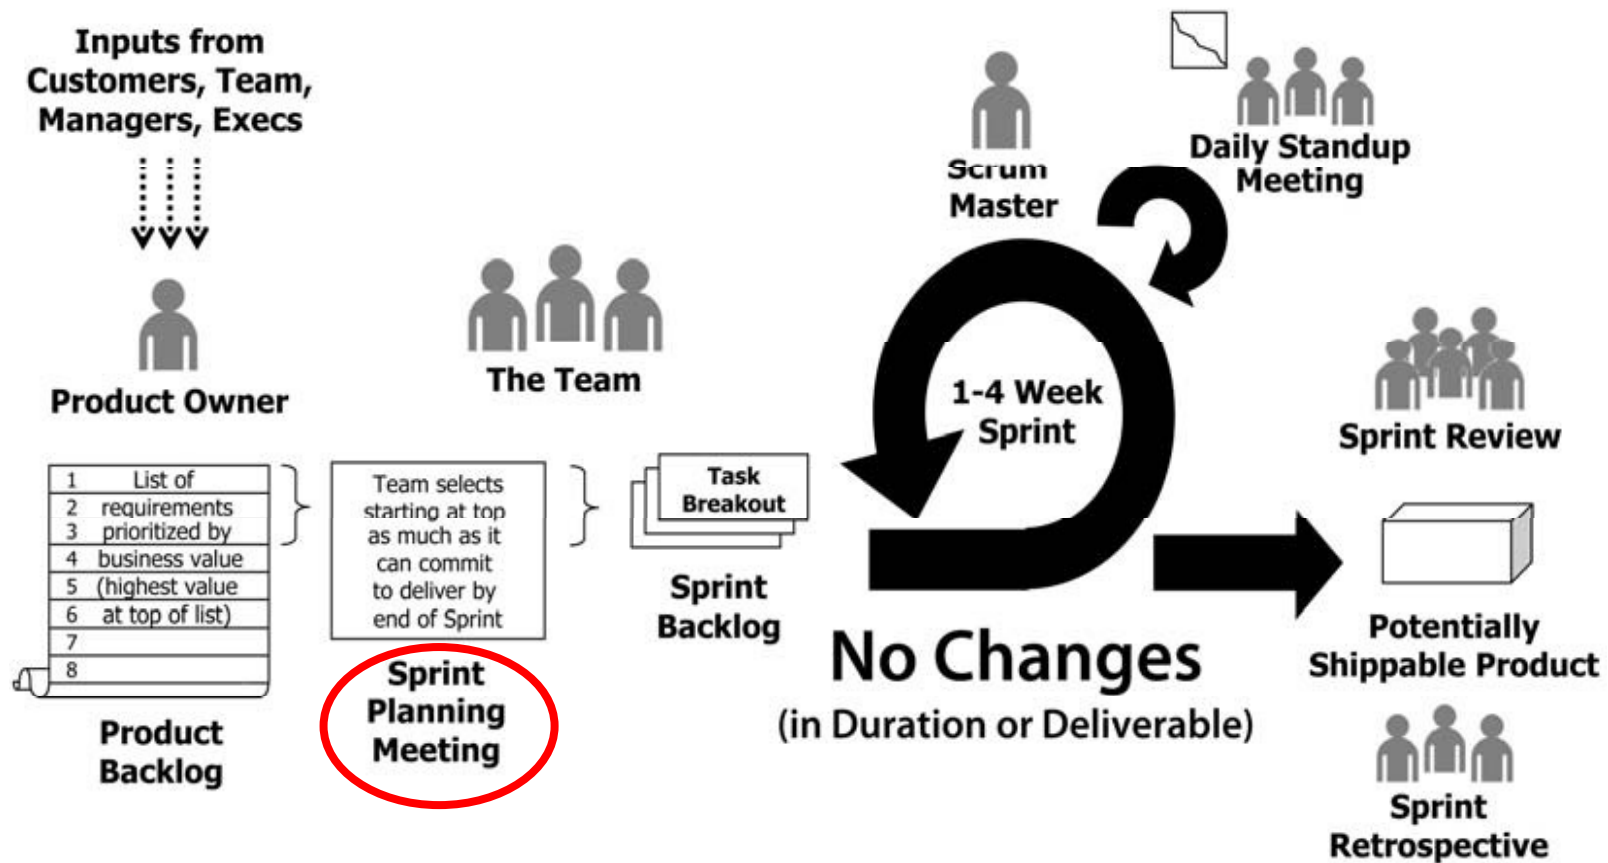 Inputs from
Customers, Team,
Managers, Execs
Product Owner
The Team
Scrum
Master
Daily Standup
Meeting
1-4 Week
Sprint
Sprint Review
1 List of
2 requirements
3 prioritized by
4 business value
5 (highest value
6 at top of list)
7
8
Product
Backlog
Team selects
starting at top
as much as it
can commit
to deliver by
end of Sprint
Sprint
Planning
Meeting
Task
Breakout
Sprint
Backlog
No Changes
(in Duration or Deliverable)
Potentially
Shippable Product
Sprint
Retrospective